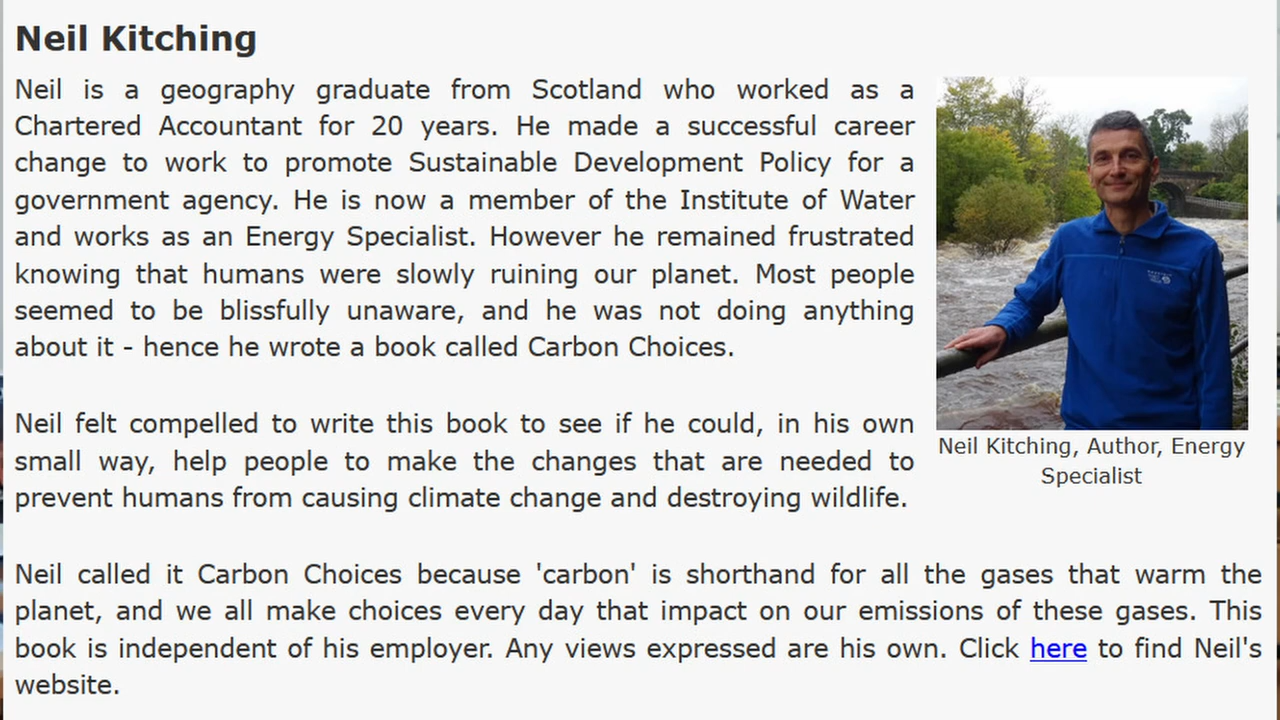 Neil Kitching
Neil is a geography graduate from Scotland who worked as a
Chartered Accountant for 20 years. He made a successful career
change to work to promote Sustainable Development Policy for a
government agency. He is now a member of the Institute of Water
and works as an Energy Specialist. However he remained frustrated
knowing that humans were slowly ruining our planet. Most people
seemed to be blissfully unaware, and he was not doing anything
about it - hence he wrote a book called Carbon Choices.
Neil felt compelled to write this book to see if he could, in his own
small way, help people to make the changes that are needed to
prevent humans from causing climate change and destroying wildlife.
Neil Kitching, Author, Energy
Specialist
Neil called it Carbon Choices because 'carbon' is shorthand for all the gases that warm the
planet, and we all make choices every day that impact on our emissions of these gases. This
book is independent of his employer. Any views expressed are his own. Click here to find Neil's
website.